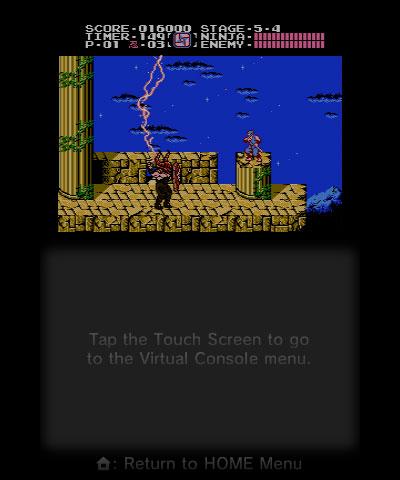 SCORE-016000 STAGE-5-4
TIMER-149 NINJA-
P-01 -03 ENEMY-
Tap the Touch Screen to go
to the Virtual Console menu.
: Return to HOME Menu